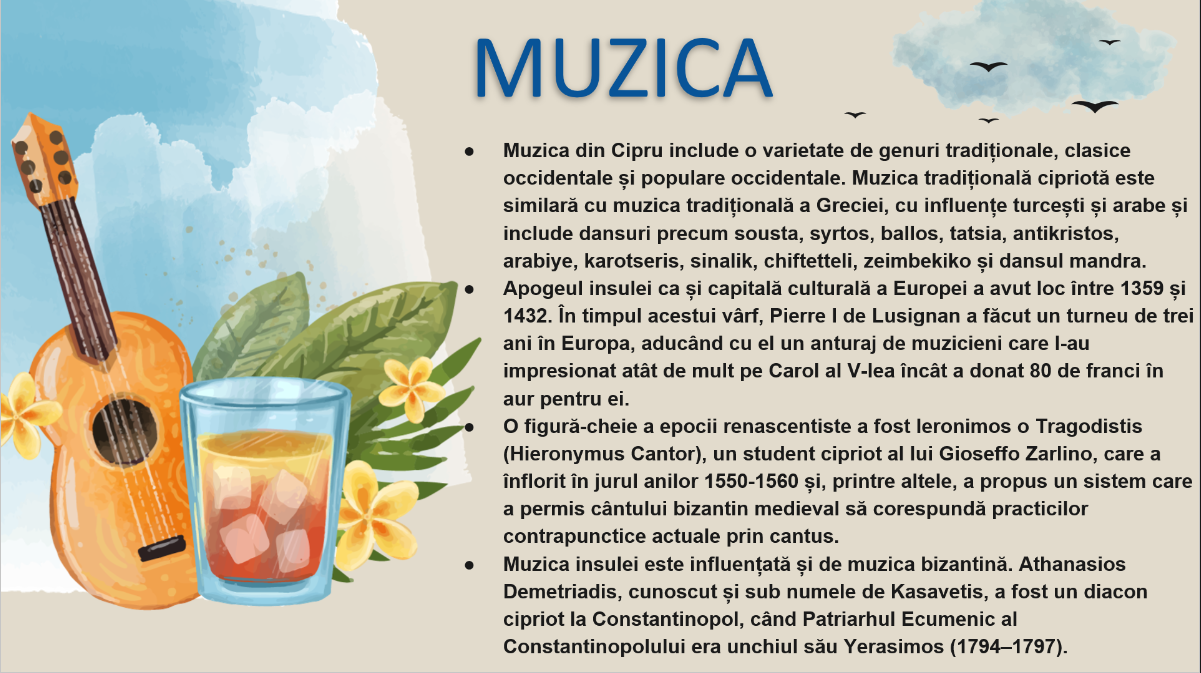 MUZICA
● Muzica din Cipru include o varietate de genuri tradiționale, clasice
occidentale și populare occidentale. Muzica tradițională cipriotă este
similară cu muzica tradițională a Greciei, cu influențe turcești și arabe și
include dansuri precum sousta, syrtos, ballos, tatsia, antikristos,
arabiye, karotseris, sinalik, chiftetteli, zeimbekiko și dansul mandra.
● Apogeul insulei ca și capitală culturală a Europei a avut loc între 1359 și
1432. În timpul acestui vârf, Pierre I de Lusignan a făcut un turneu de trei
ani în Europa, aducând cu el un anturaj de muzicieni care l-au
impresionat atât de mult pe Carol al V-lea încât a donat 80 de franci în
aur pentru ei.
● O figură-cheie a epocii renascentiste a fost Ieronimos o Tragodistis
(Hieronymus Cantor), un student cipriot al lui Gioseffo Zarlino, care a
înflorit în jurul anilor 1550-1560 și, printre altele, a propus un sistem care
a permis cântului bizantin medieval să corespundă practicilor
contrapunctice actuale prin cantus.
● Muzica insulei este influențată și de muzica bizantină. Athanasios
Demetriadis, cunoscut și sub numele de Kasavetis, a fost un diacon
cipriot la Constantinopol, când Patriarhul Ecumenic al
Constantinopolului era unchiul său Yerasimos (1794–1797).